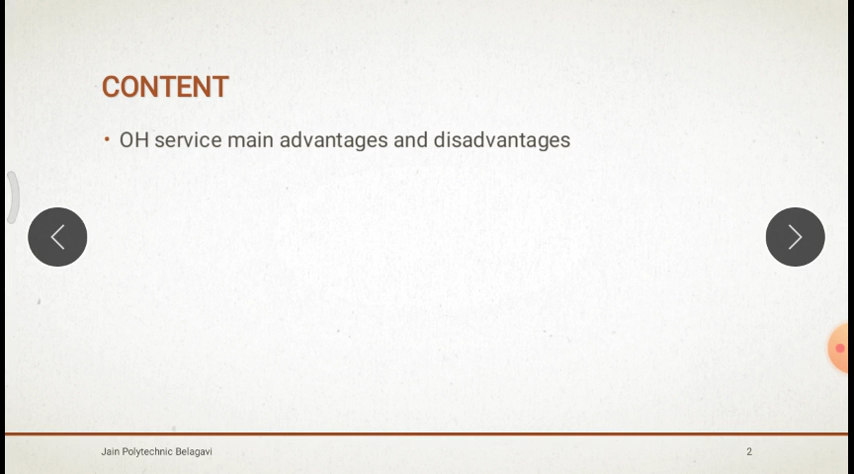 CONTENT
• OH service main advantages and disadvantages
Jain Polytechnic Belagavi
2